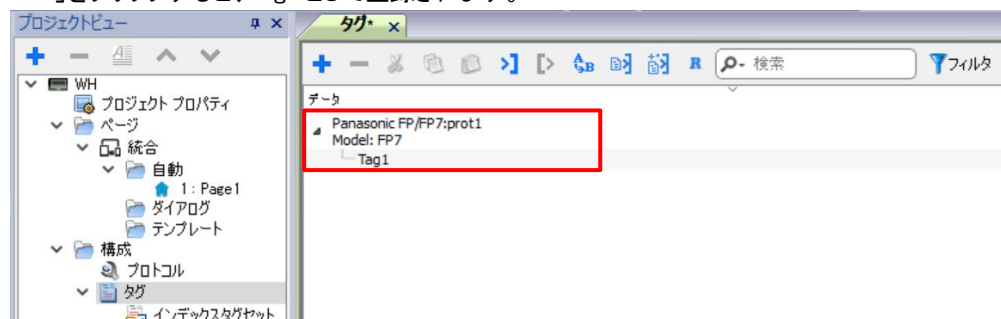 プロジェクトビュー
タグ*
検索
フィルタ
WH
プロジェクト プロパティ
ページ
統合
自動
1 : Page1
ダイアログ
テンプレート
構成
プロトコル
タグ
インデックスタグセット
データ
Panasonic FP/FP7:prot1
Model: FP7
Tag1